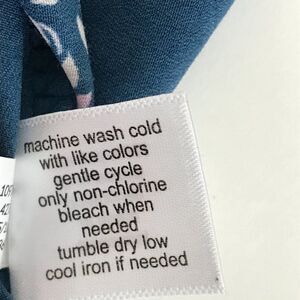 machine wash cold
with like colors
gentle cycle
only non-chlorine
bleach when
needed
tumble dry low
cool iron if needed